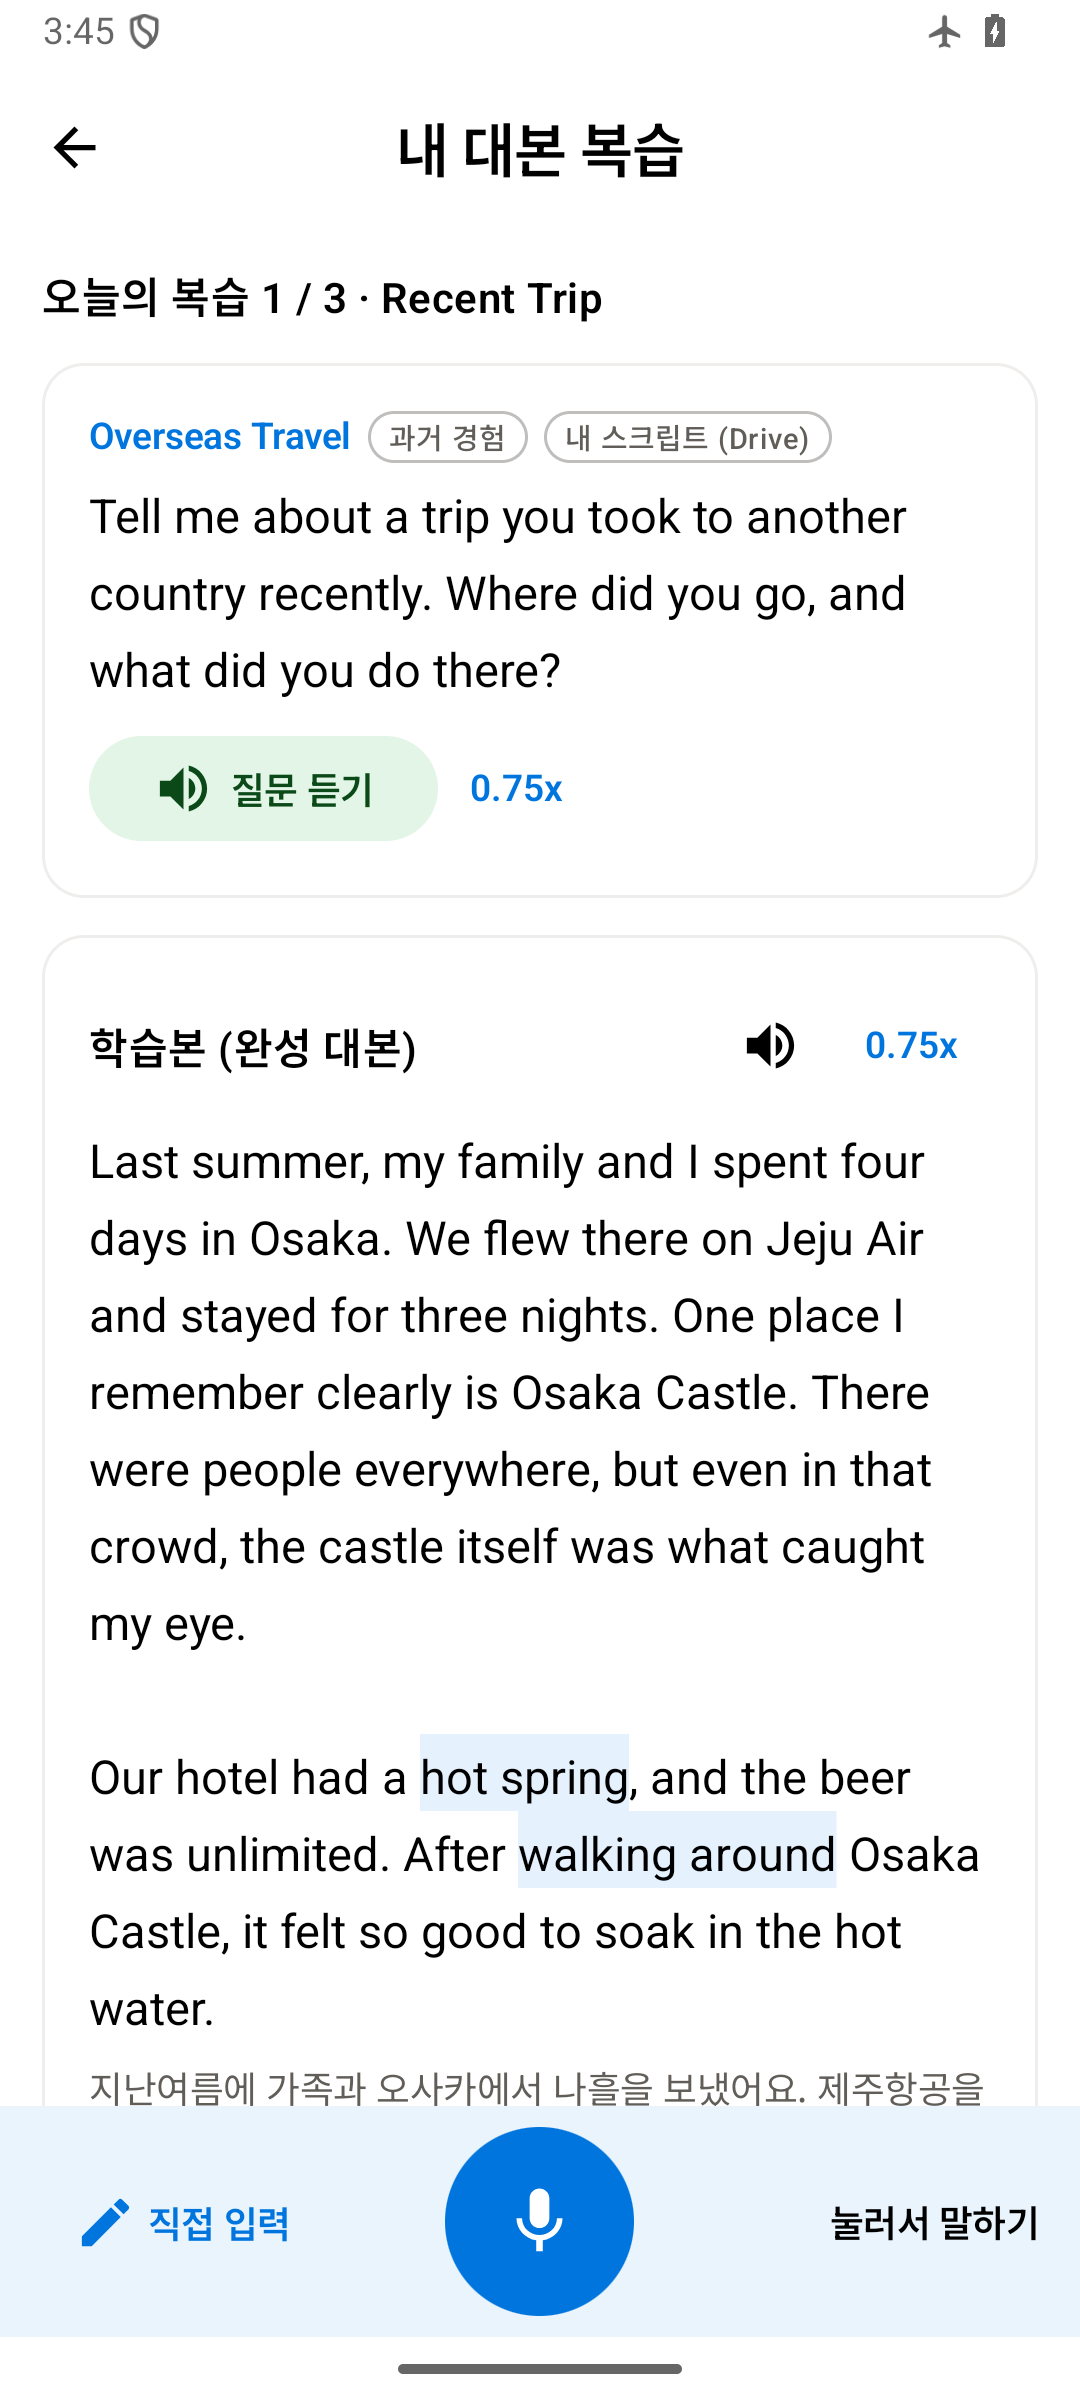 3:45
내 대본 복습
오늘의 복습 1 / 3 · Recent Trip
Overseas Travel 과거 경험 내 스크립트 (Drive)
Tell me about a trip you took to another
country recently. Where did you go, and
what did you do there?
질문 듣기 0.75x
학습본 (완성 대본) 0.75x
Last summer, my family and I spent four
days in Osaka. We flew there on Jeju Air
and stayed for three nights. One place I
remember clearly is Osaka Castle. There
were people everywhere, but even in that
crowd, the castle itself was what caught
my eye.
Our hotel had a hot spring, and the beer
was unlimited. After walking around Osaka
Castle, it felt so good to soak in the hot
water.
지난여름에 가족과 오사카에서 나흘을 보냈어요. 제주항공을
직접 입력 눌러서 말하기